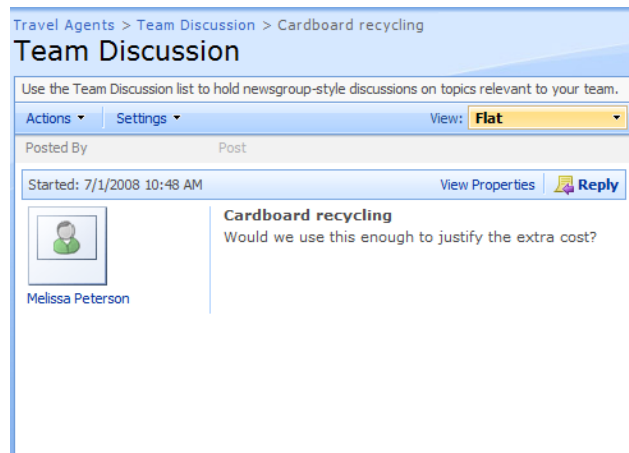 Travel Agents > Team Discussion > Cardboard recycling
Team Discussion
Use the Team Discussion list to hold newsgroup-style discussions on topics relevant to your team.
Actions Settings View: Flat
Posted By Post
Started: 7/1/2008 10:48 AM View Properties Reply
Cardboard recycling
Would we use this enough to justify the extra cost?
Melissa Peterson